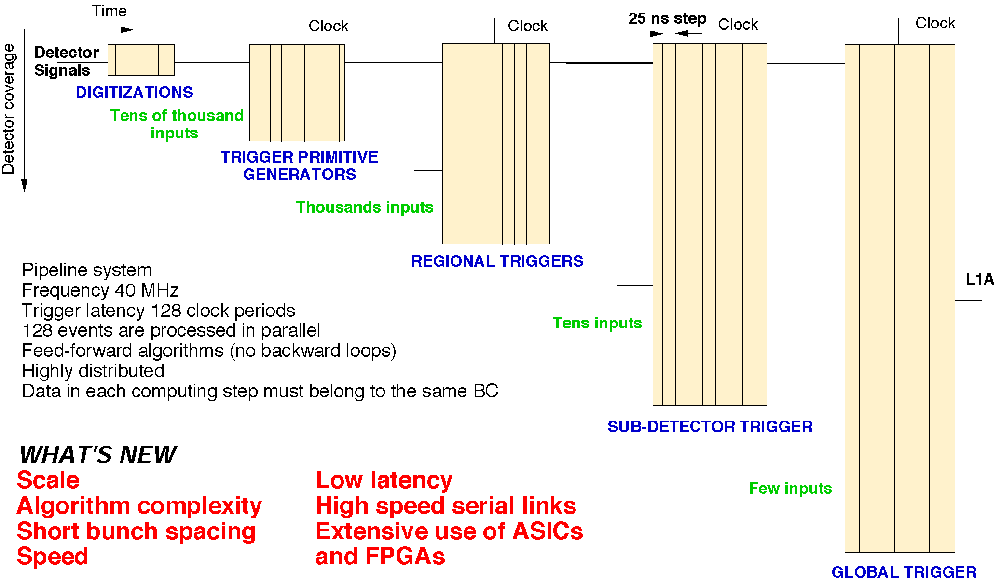 Time
Clock
Clock
25 ns step
Clock
Clock
Detector coverage
Detector
Signals
DIGITIZATIONS
Tens of thousand
inputs
TRIGGER PRIMITIVE
GENERATORS
Thousands inputs
REGIONAL TRIGGERS
L1A
Tens inputs
SUB-DETECTOR TRIGGER
Few inputs
GLOBAL TRIGGER
Pipeline system
Frequency 40 MHz
Trigger latency 128 clock periods
128 events are processed in parallel
Feed-forward algorithms (no backward loops)
Highly distributed
Data in each computing step must belong to the same BC
WHAT'S NEW
Scale
Algorithm complexity
Short bunch spacing
Speed
Low latency
High speed serial links
Extensive use of ASICs
and FPGAs